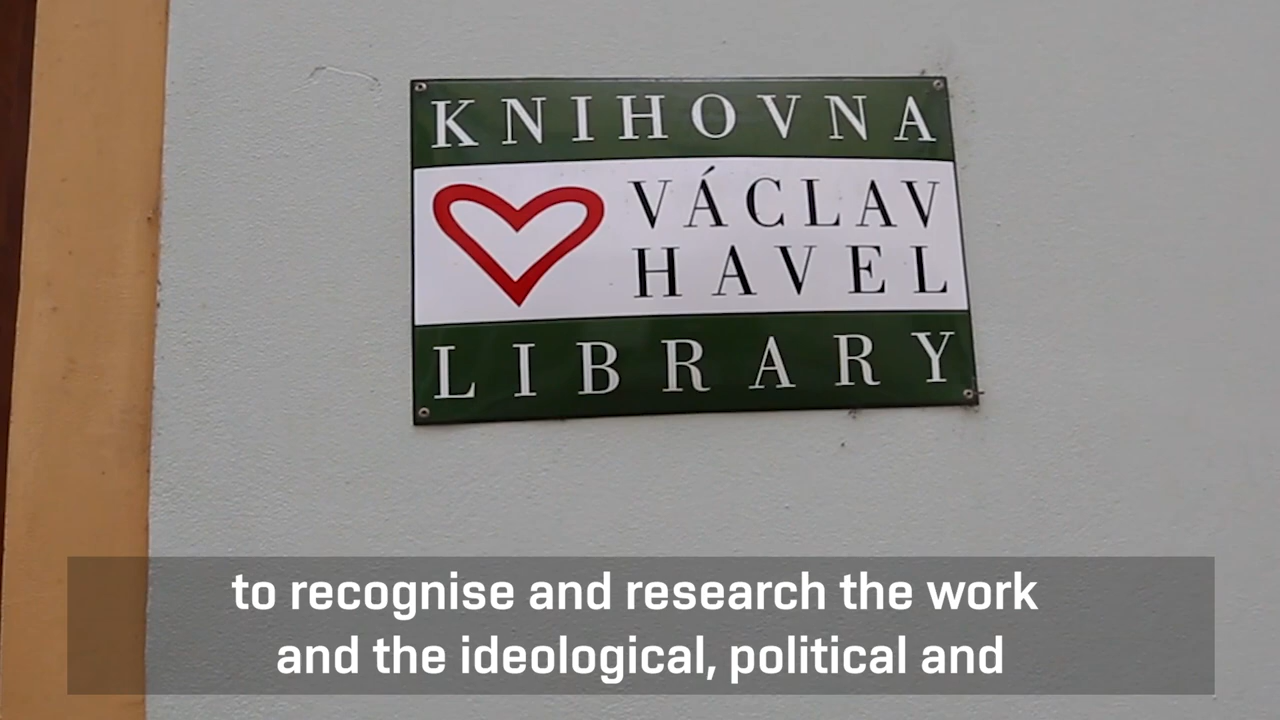 KNIHOVNA
VÁCLAV
HAVEL
LIBRARY
to recognise and research the work
and the ideological, political and